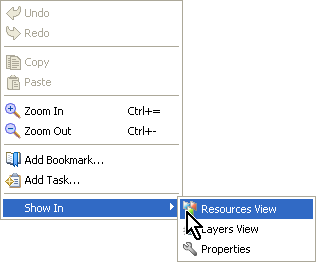 Undo
Redo
Copy
Paste
Zoom In Ctrl+=
Zoom Out Ctrl+-
Add Bookmark...
Add Task...
Show In
Resources View
Layers View
Properties